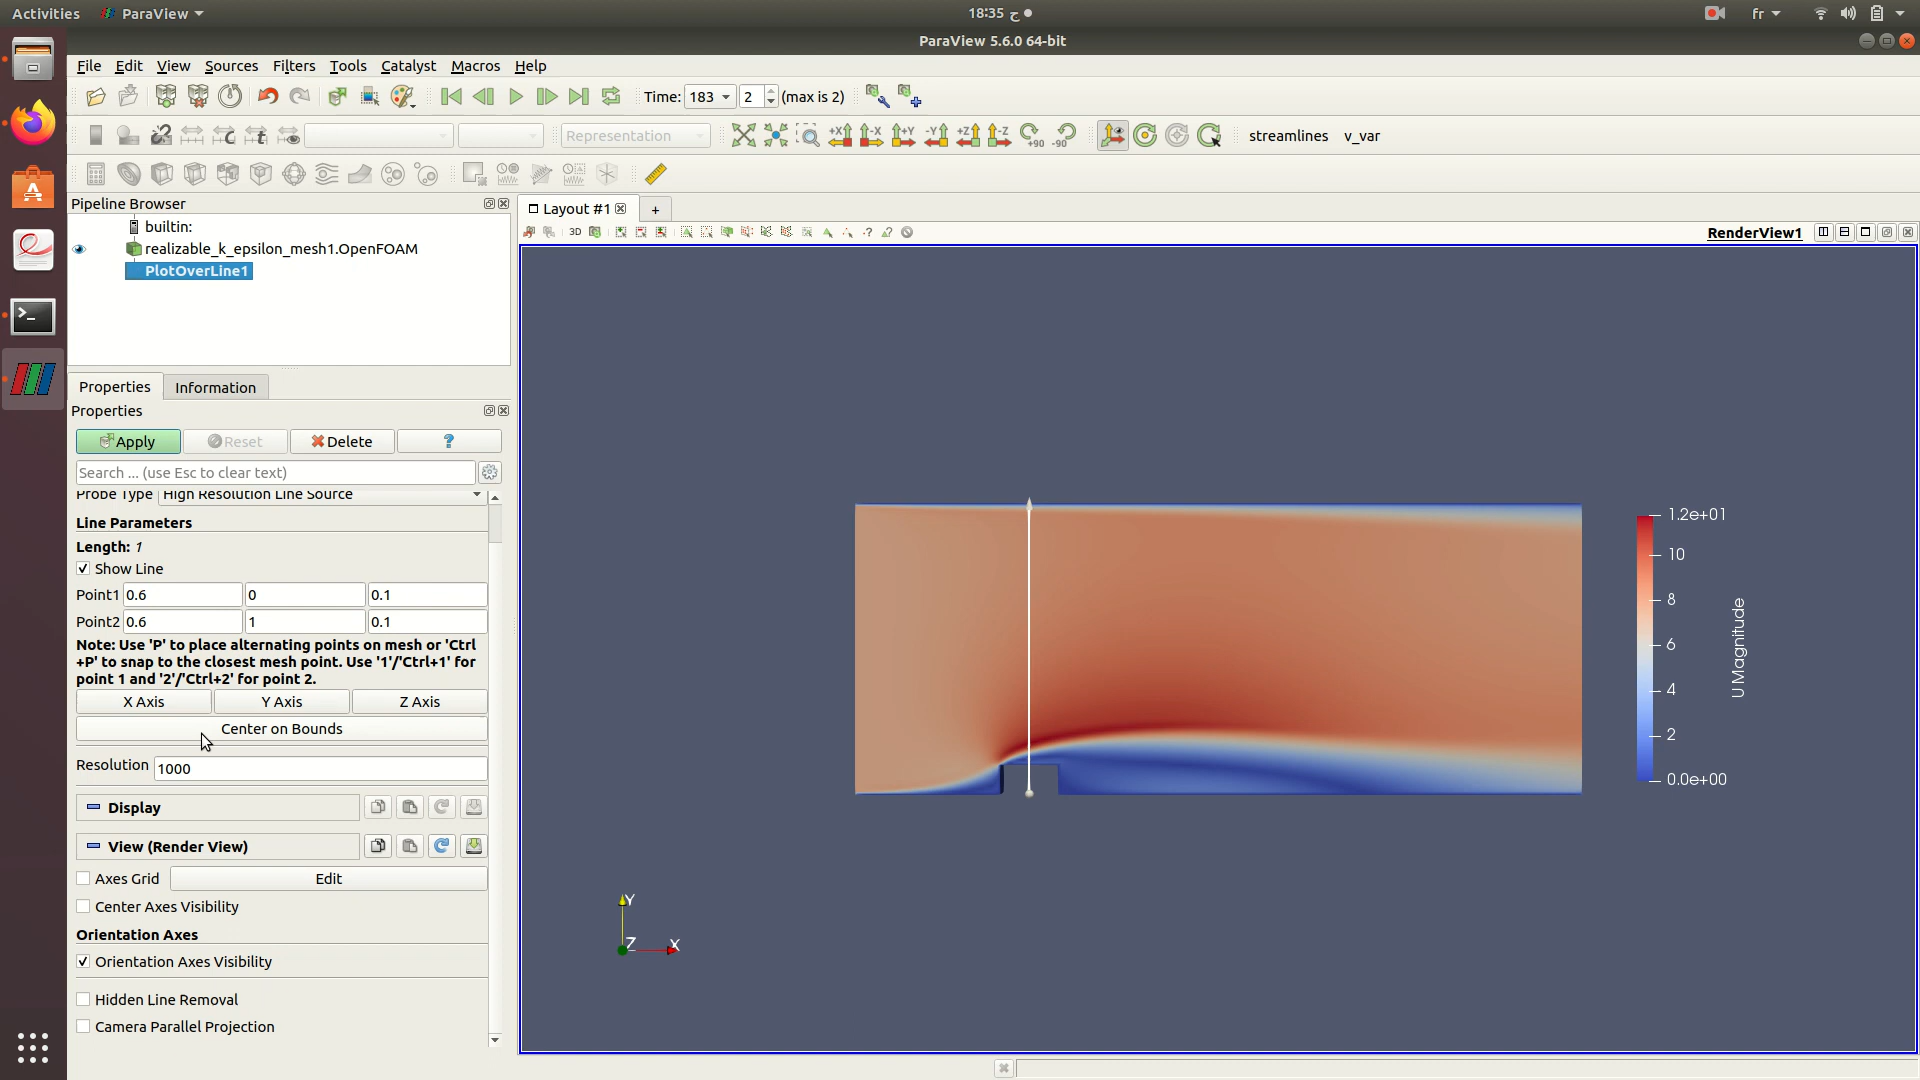 Activities ParaView 18:35 ح fr
ParaView 5.6.0 64-bit
File Edit View Sources Filters Tools Catalyst Macros Help
Time: 183 2 (max is 2)
Representation +X -X +Y -Y +Z -Z +90 -90 streamlines v_var
Pipeline Browser
Layout #1 +
builtin:
3D RenderView1
realizable_k_epsilon_mesh1.OpenFOAM
PlotOverLine1
Properties Information
Properties
Apply Reset Delete ?
Search ... (use Esc to clear text)
Probe Type High Resolution Line Source
Line Parameters
Length: 1
Show Line
Point1 0.6 0 0.1
Point2 0.6 1 0.1
Note: Use 'P' to place alternating points on mesh or 'Ctrl
+P' to snap to the closest mesh point. Use '1'/'Ctrl+1' for
point 1 and '2'/'Ctrl+2' for point 2.
X Axis Y Axis Z Axis
Center on Bounds
Resolution 1000
Display
View (Render View)
Axes Grid Edit
Center Axes Visibility
Orientation Axes
Orientation Axes Visibility
Hidden Line Removal
Camera Parallel Projection
1.2e+01
10
8
6
4
2
0.0e+00
U Magnitude
Y
Z X